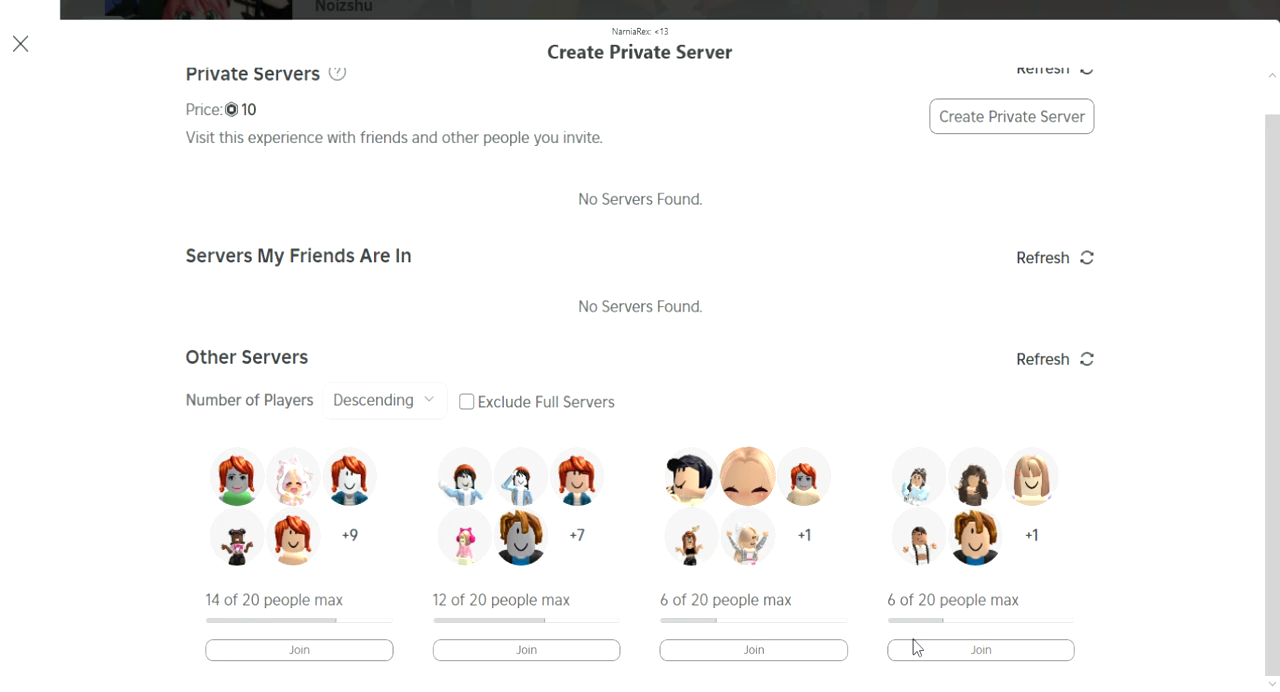 Noizshu
NarniaRex: <13
Create Private Server
Private Servers ?
Refresh
Price: 10
Create Private Server
Visit this experience with friends and other people you invite.
No Servers Found.
Servers My Friends Are In
Refresh
No Servers Found.
Other Servers
Refresh
Number of Players
Descending
Exclude Full Servers
+9
+7
+1
+1
14 of 20 people max
12 of 20 people max
6 of 20 people max
6 of 20 people max
Join
Join
Join
Join